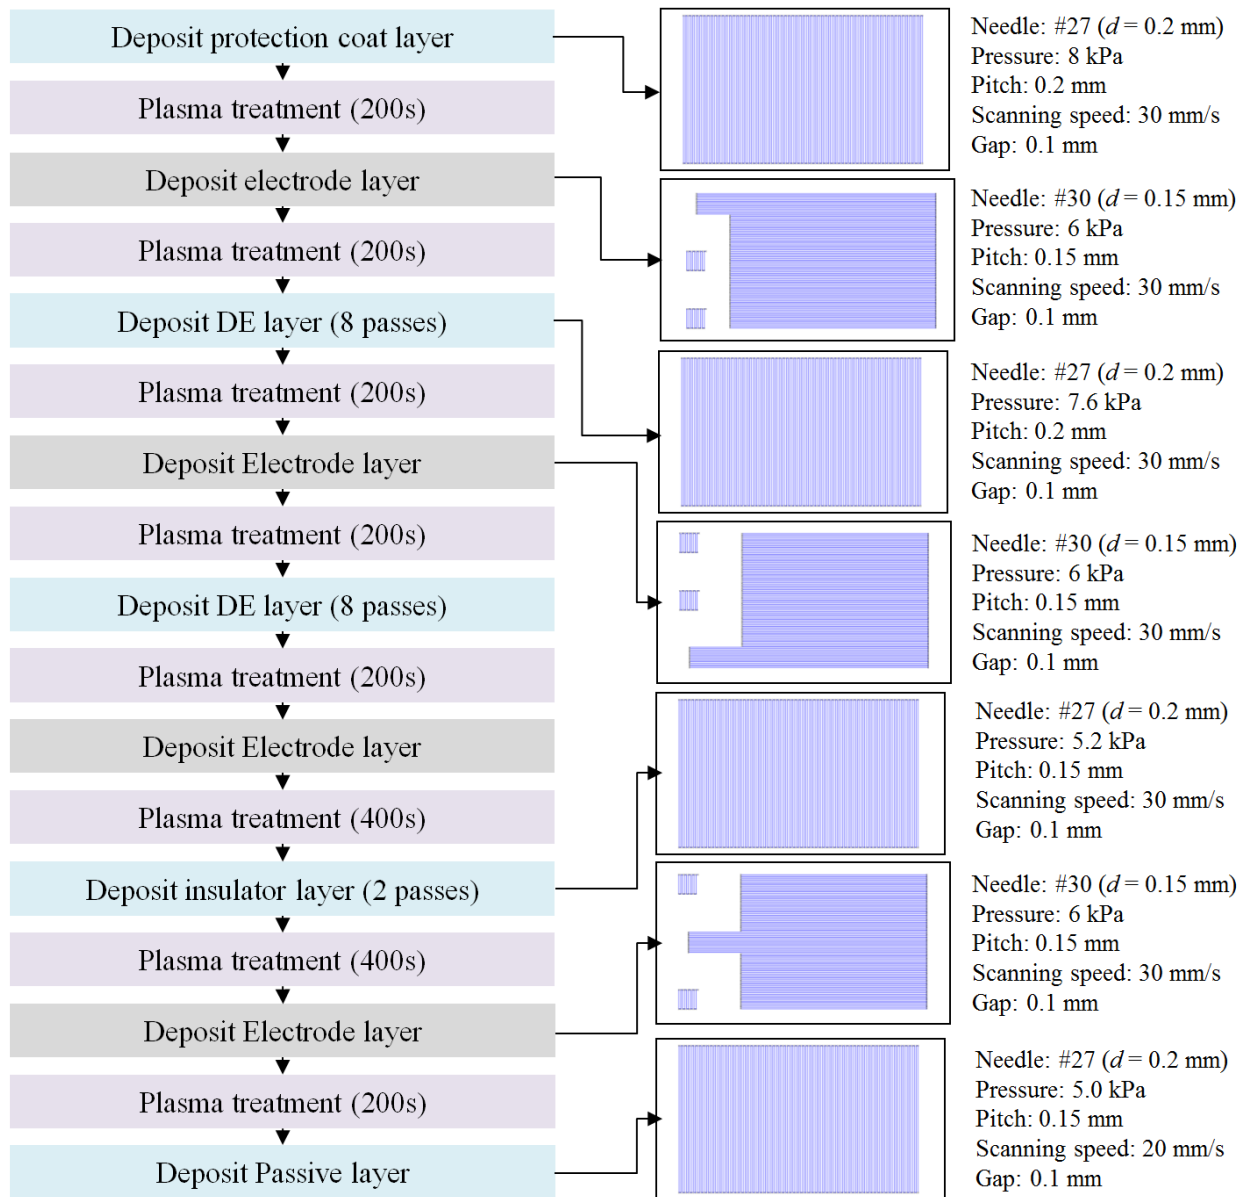 Deposit protection coat layer
Plasma treatment (200s)
Deposit electrode layer
Plasma treatment (200s)
Deposit DE layer (8 passes)
Plasma treatment (200s)
Deposit Electrode layer
Plasma treatment (200s)
Deposit DE layer (8 passes)
Plasma treatment (200s)
Deposit Electrode layer
Plasma treatment (400s)
Deposit insulator layer (2 passes)
Plasma treatment (400s)
Deposit Electrode layer
Plasma treatment (200s)
Deposit Passive layer
Needle: #27 (d = 0.2 mm)
Pressure: 8 kPa
Pitch: 0.2 mm
Scanning speed: 30 mm/s
Gap: 0.1 mm
Needle: #30 (d = 0.15 mm)
Pressure: 6 kPa
Pitch: 0.15 mm
Scanning speed: 30 mm/s
Gap: 0.1 mm
Needle: #27 (d = 0.2 mm)
Pressure: 7.6 kPa
Pitch: 0.2 mm
Scanning speed: 30 mm/s
Gap: 0.1 mm
Needle: #30 (d = 0.15 mm)
Pressure: 6 kPa
Pitch: 0.15 mm
Scanning speed: 30 mm/s
Gap: 0.1 mm
Needle: #27 (d = 0.2 mm)
Pressure: 5.2 kPa
Pitch: 0.15 mm
Scanning speed: 30 mm/s
Gap: 0.1 mm
Needle: #30 (d = 0.15 mm)
Pressure: 6 kPa
Pitch: 0.15 mm
Scanning speed: 30 mm/s
Gap: 0.1 mm
Needle: #27 (d = 0.2 mm)
Pressure: 5.0 kPa
Pitch: 0.15 mm
Scanning speed: 20 mm/s
Gap: 0.1 mm